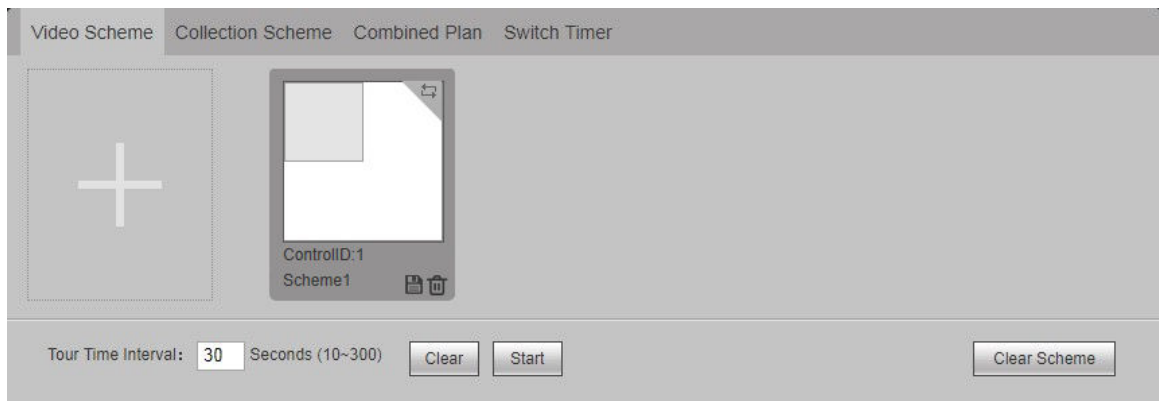 Video Scheme Collection Scheme Combined Plan Switch Timer
ControlID:1
Scheme1
Tour Time Interval: 30 Seconds (10~300) Clear Start Clear Scheme